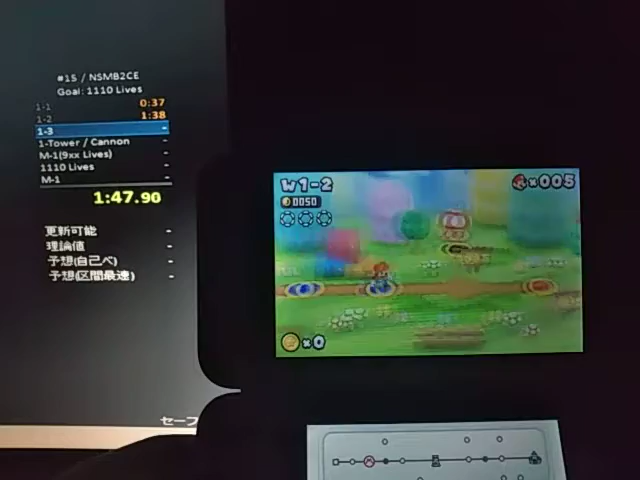 #15 / NSMB2CE
Goal: 1110 Lives
1-1 0:37
1-2 1:38
1-3 -
1-Tower / Cannon -
M-1(9xx Lives) -
1110 Lives -
M-1 -
1:47.90
更新可能 -
理論値 -
予想(自己ベ) -
予想(区間最速) -
セーフ
W1-2
×005
0050
×0